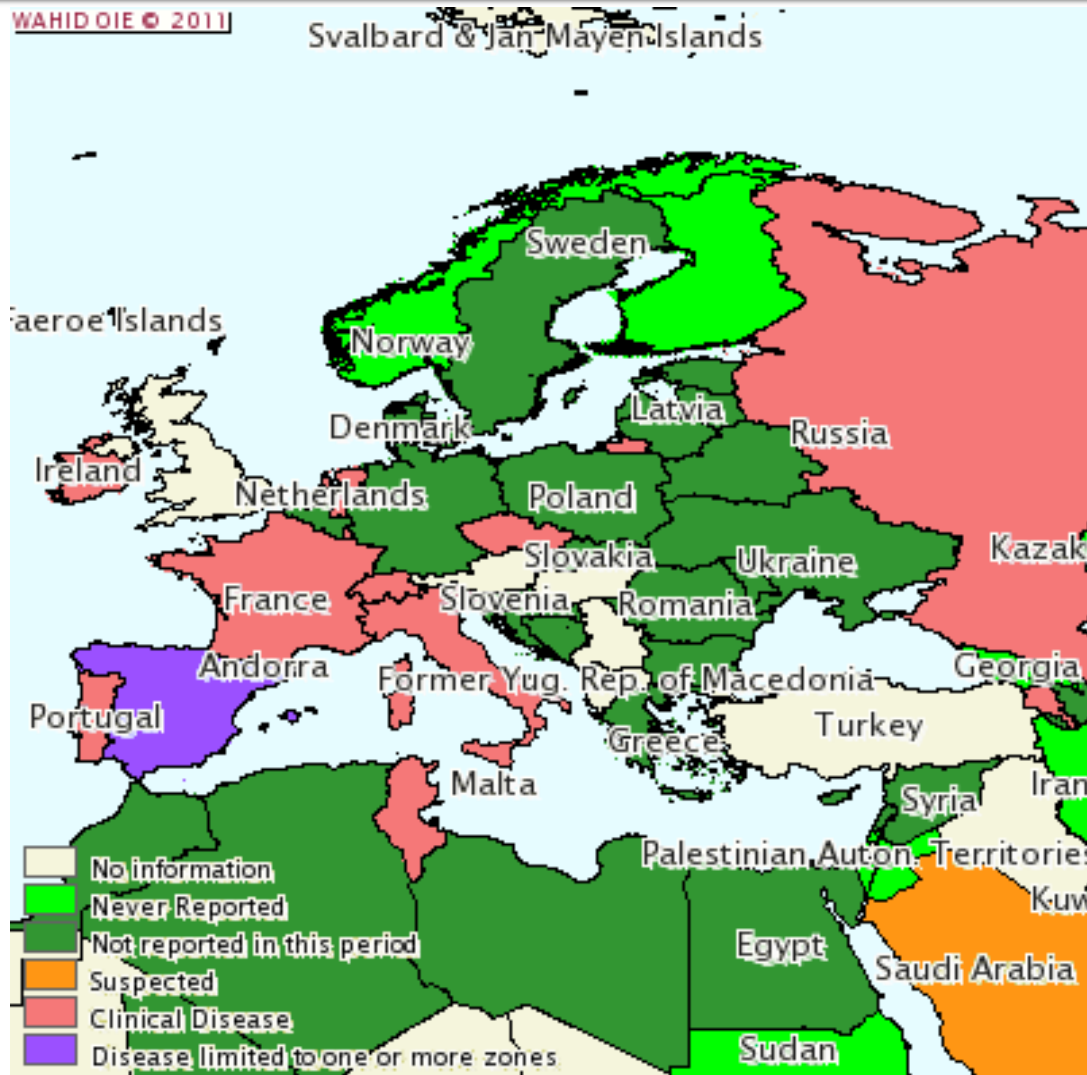 WAHID OIE © 2011
Svalbard & Jan Mayen Islands
Sweden
Faeroe Islands
Norway
Latvia
Denmark
Russia
Ireland
Netherlands
Poland
Kazak
Slovakia
Ukraine
France
Slovenia
Romania
Andorra
Georgia
Former Yug. Rep. of Macedonia
Portugal
Turkey
Greece
Malta
Iran
Syria
Palestinian Auton. Territories
No information
Kuw
Never Reported
Not reported in this period
Egypt
Saudi Arabia
Suspected
Clinical Disease
Sudan
Disease limited to one or more zones